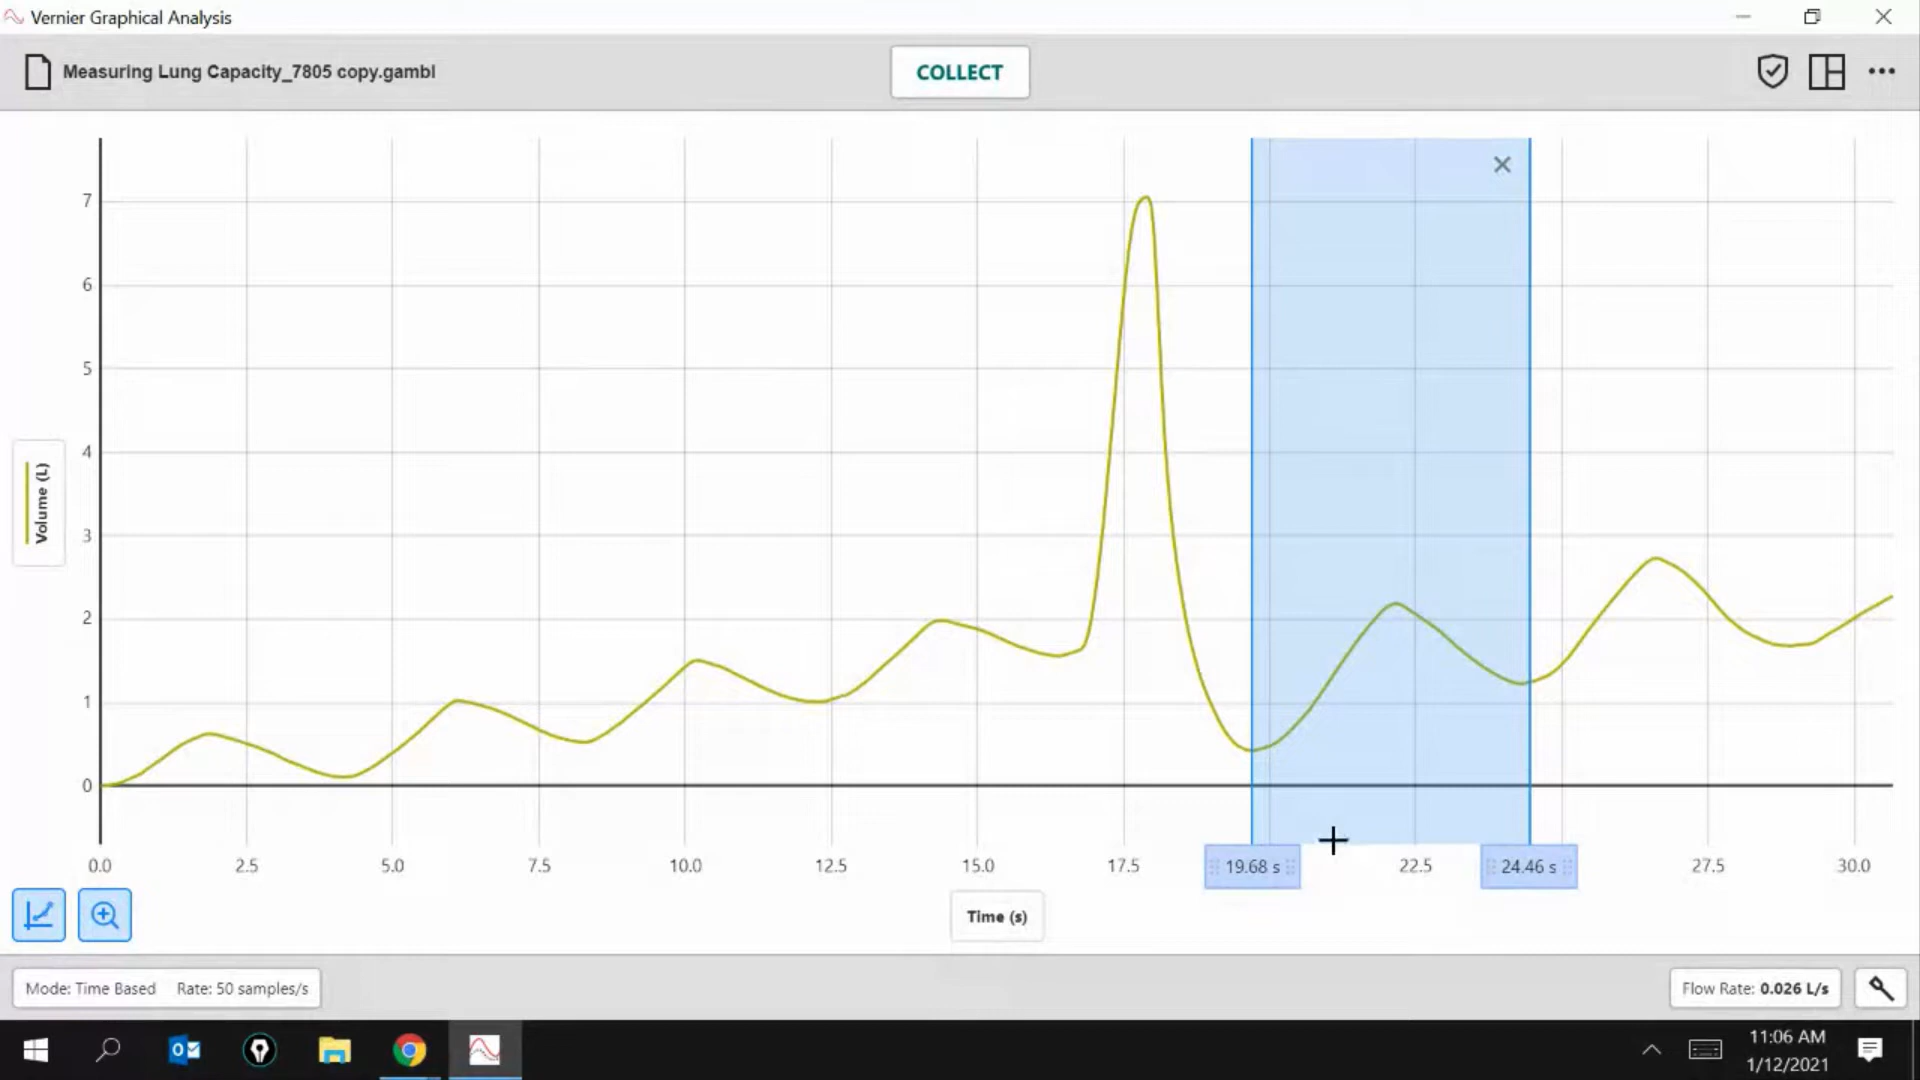 Vernier Graphical Analysis
Measuring Lung Capacity_7805 copy.gambl
COLLECT
7
6
5
4
3
2
1
0
Volume (L)
0.0 2.5 5.0 7.5 10.0 12.5 15.0 17.5 19.68 s 22.5 24.46 s 27.5 30.0
Time (s)
Mode: Time Based Rate: 50 samples/s
Flow Rate: 0.026 L/s
11:06 AM
1/12/2021